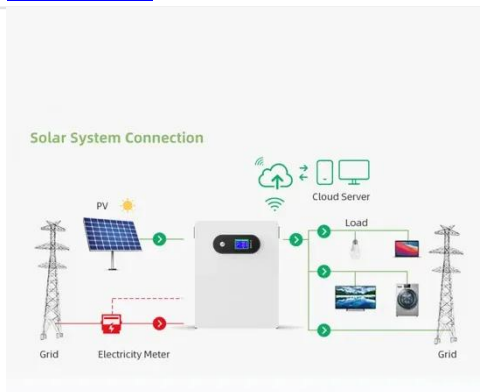 Solar System Connection
Cloud Server
PV
Load
Grid
Electricity Meter
Grid